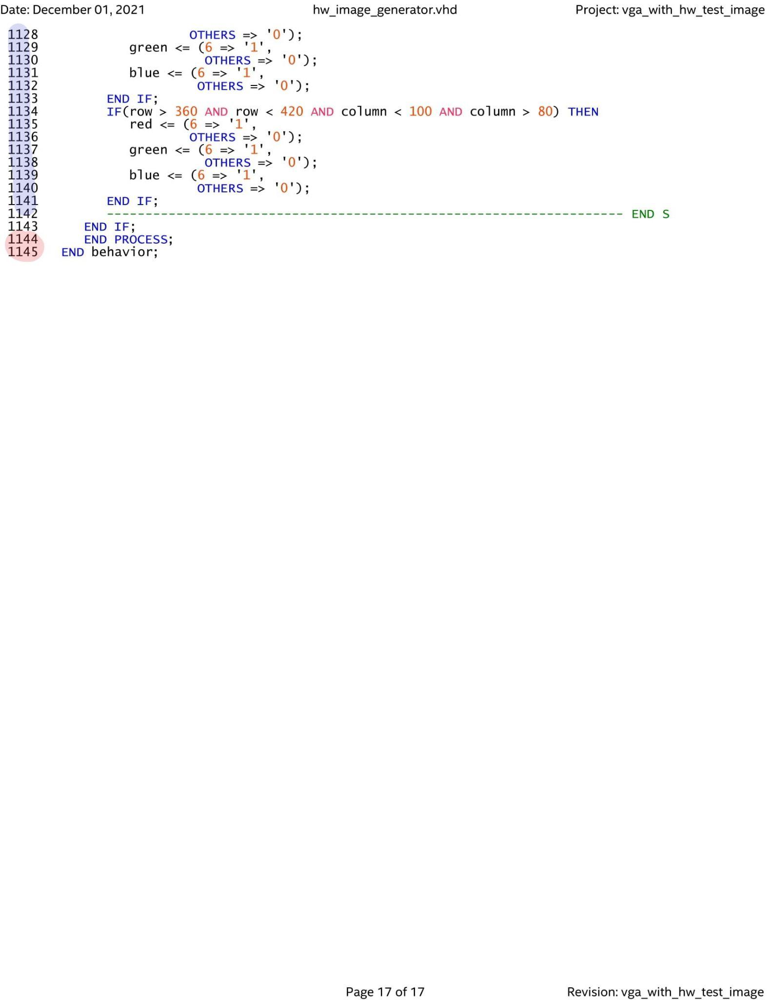 Date: December 01, 2021 hw_image_generator.vhd Project: vga_with_hw_test_image
1128 OTHERS => '0');
1129 green <= (6 => '1',
1130 OTHERS => '0');
1131 blue <= (6 => '1',
1132 OTHERS => '0');
1133 END IF;
1134 IF(row > 360 AND row < 420 AND column < 100 AND column > 80) THEN
1135 red <= (6 => '1',
1136 OTHERS => '0');
1137 green <= (6 => '1',
1138 OTHERS => '0');
1139 blue <= (6 => '1',
1140 OTHERS => '0');
1141 END IF;
1142 -------------------------------------------------------------------- END S
1143 END IF;
1144 END PROCESS;
1145 END behavior;
Page 17 of 17 Revision: vga_with_hw_test_image